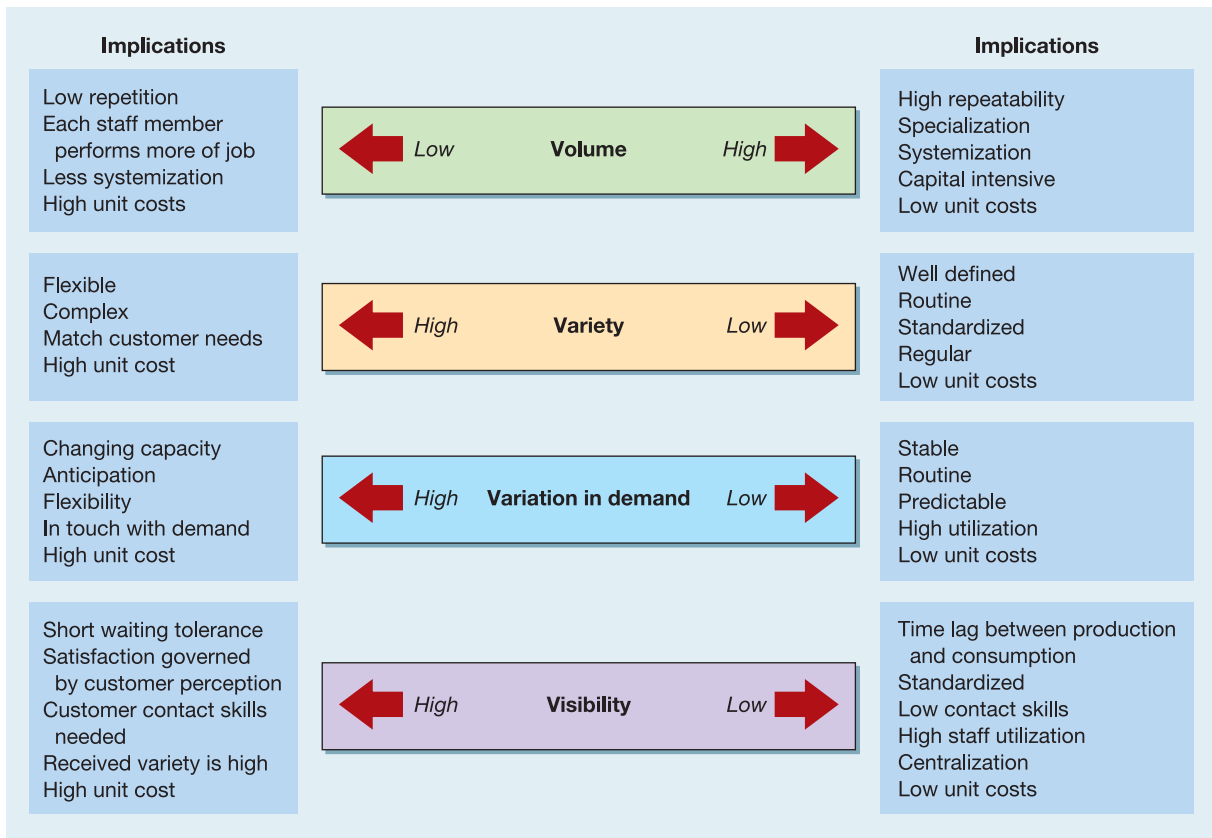 Implications
Implications
Low repetition
Each staff member
performs more of job
Less systemization
High unit costs
Low
Volume
High
High repeatability
Specialization
Systemization
Capital intensive
Low unit costs
Flexible
Complex
Match customer needs
High unit cost
High
Variety
Low
Well defined
Routine
Standardized
Regular
Low unit costs
Changing capacity
Anticipation
Flexibility
In touch with demand
High unit cost
High
Variation in demand
Low
Stable
Routine
Predictable
High utilization
Low unit costs
Short waiting tolerance
Satisfaction governed
by customer perception
Customer contact skills
needed
Received variety is high
High unit cost
High
Visibility
Low
Time lag between production
and consumption
Standardized
Low contact skills
High staff utilization
Centralization
Low unit costs